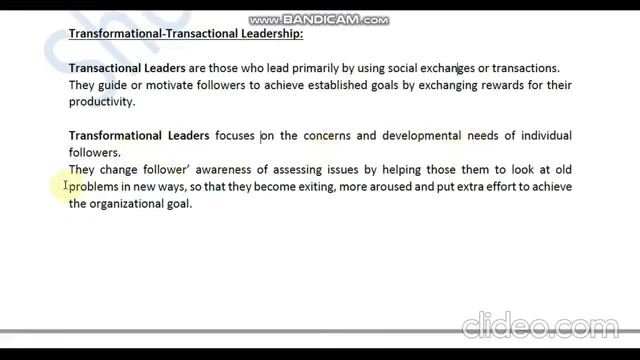 WWW.BANDICAM.COM
Transformational-Transactional Leadership:
Transactional Leaders are those who lead primarily by using social exchanges or transactions.
They guide or motivate followers to achieve established goals by exchanging rewards for their
productivity.
Transformational Leaders focuses on the concerns and developmental needs of individual
followers.
They change follower’ awareness of assessing issues by helping those them to look at old
problems in new ways, so that they become exiting, more aroused and put extra effort to achieve
the organizational goal.
clideo.com